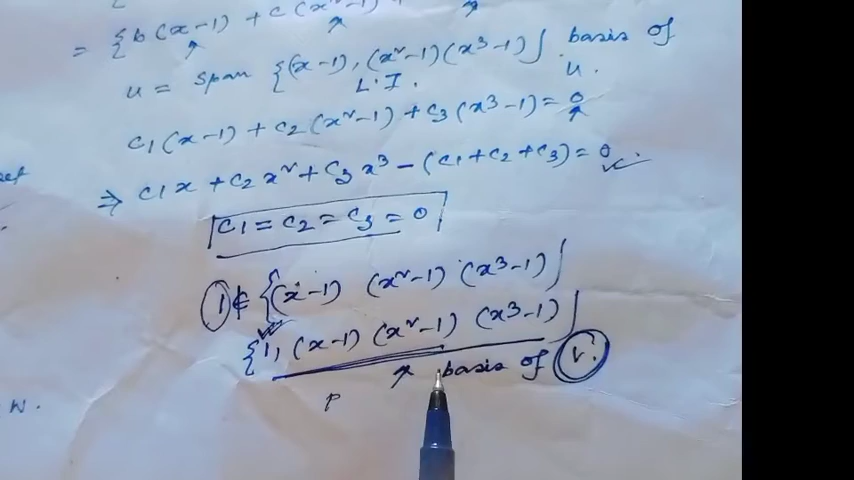 = {b(x-1) + c(x²-1)
u = span {(x-1), (x²-1)(x³-1)} basis of
L.I. u.
c1(x-1) + c2(x²-1) + c3(x³-1) = 0
⇒ c1x + c2x² + c3x³ - (c1+c2+c3) = 0
c1 = c2 = c3 = 0
1 ∉ {(x-1) (x²-1) (x³-1)}
{1, (x-1) (x²-1) (x³-1)}
basis of V.
P
W.